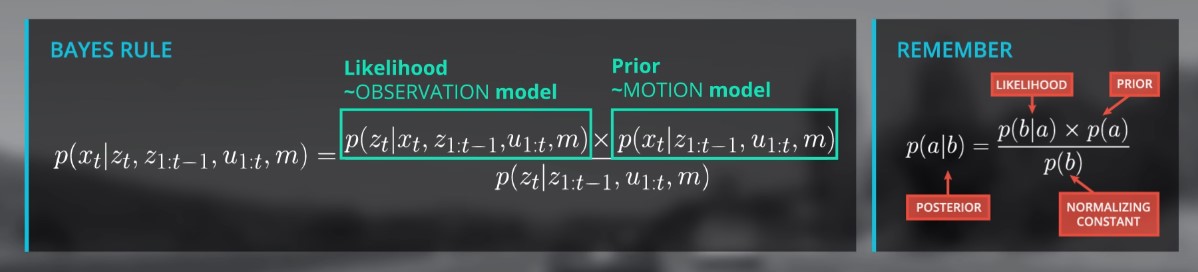 BAYES RULE
Likelihood
~OBSERVATION model
Prior
~MOTION model
p(x_t|z_t, z_{1:t−1}, u_{1:t}, m) = \frac{p(z_t|x_t, z_{1:t−1}, u_{1:t}, m) × p(x_t|z_{1:t−1}, u_{1:t}, m)}{p(z_t|z_{1:t−1}, u_{1:t}, m)}
REMEMBER
LIKELIHOOD
PRIOR
p(a|b) = \frac{p(b|a) × p(a)}{p(b)}
POSTERIOR
NORMALIZING
CONSTANT